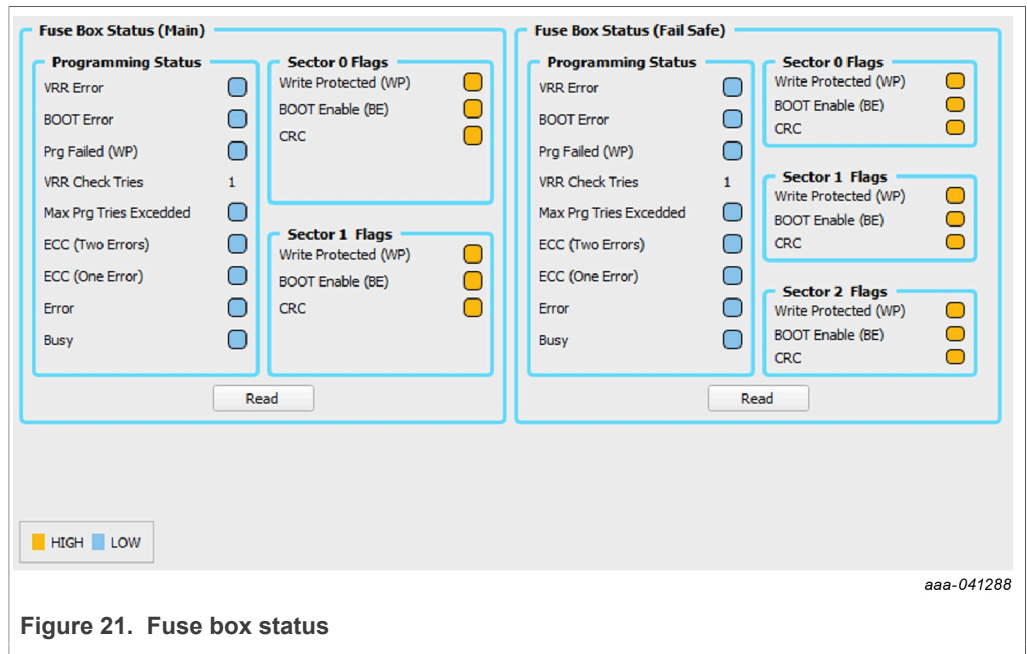 Fuse Box Status (Main)
Programming Status
VRR Error
BOOT Error
Prg Failed (WP)
VRR Check Tries 1
Max Prg Tries Excedded
ECC (Two Errors)
ECC (One Error)
Error
Busy
Sector 0 Flags
Write Protected (WP)
BOOT Enable (BE)
CRC
Sector 1 Flags
Write Protected (WP)
BOOT Enable (BE)
CRC
Read
Fuse Box Status (Fail Safe)
Programming Status
VRR Error
BOOT Error
Prg Failed (WP)
VRR Check Tries 1
Max Prg Tries Excedded
ECC (Two Errors)
ECC (One Error)
Error
Busy
Sector 0 Flags
Write Protected (WP)
BOOT Enable (BE)
CRC
Sector 1 Flags
Write Protected (WP)
BOOT Enable (BE)
CRC
Sector 2 Flags
Write Protected (WP)
BOOT Enable (BE)
CRC
Read
HIGH LOW
aaa-041288
Figure 21. Fuse box status